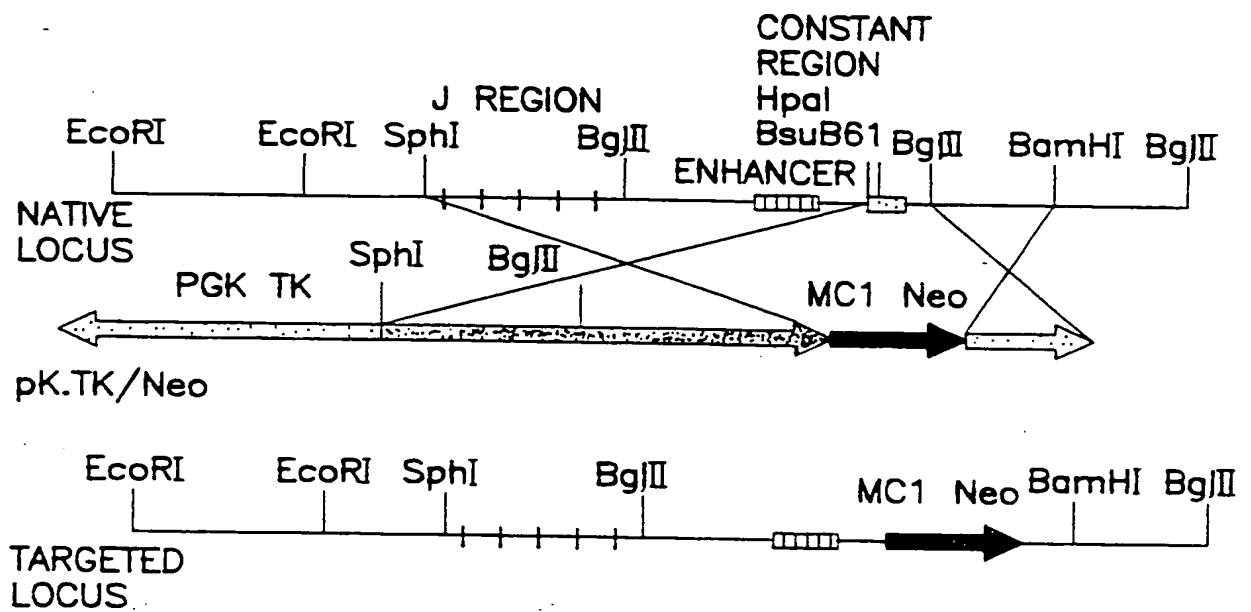 CONSTANT
REGION
J REGION
HpaI
EcoRI EcoRI SphI BglII BsuB61 BglII BamHI BglII
ENHANCER
NATIVE
LOCUS
SphI BglII
PGK TK MC1 Neo
pK.TK/Neo
EcoRI EcoRI SphI BglII MC1 Neo BamHI BglII
TARGETED
LOCUS